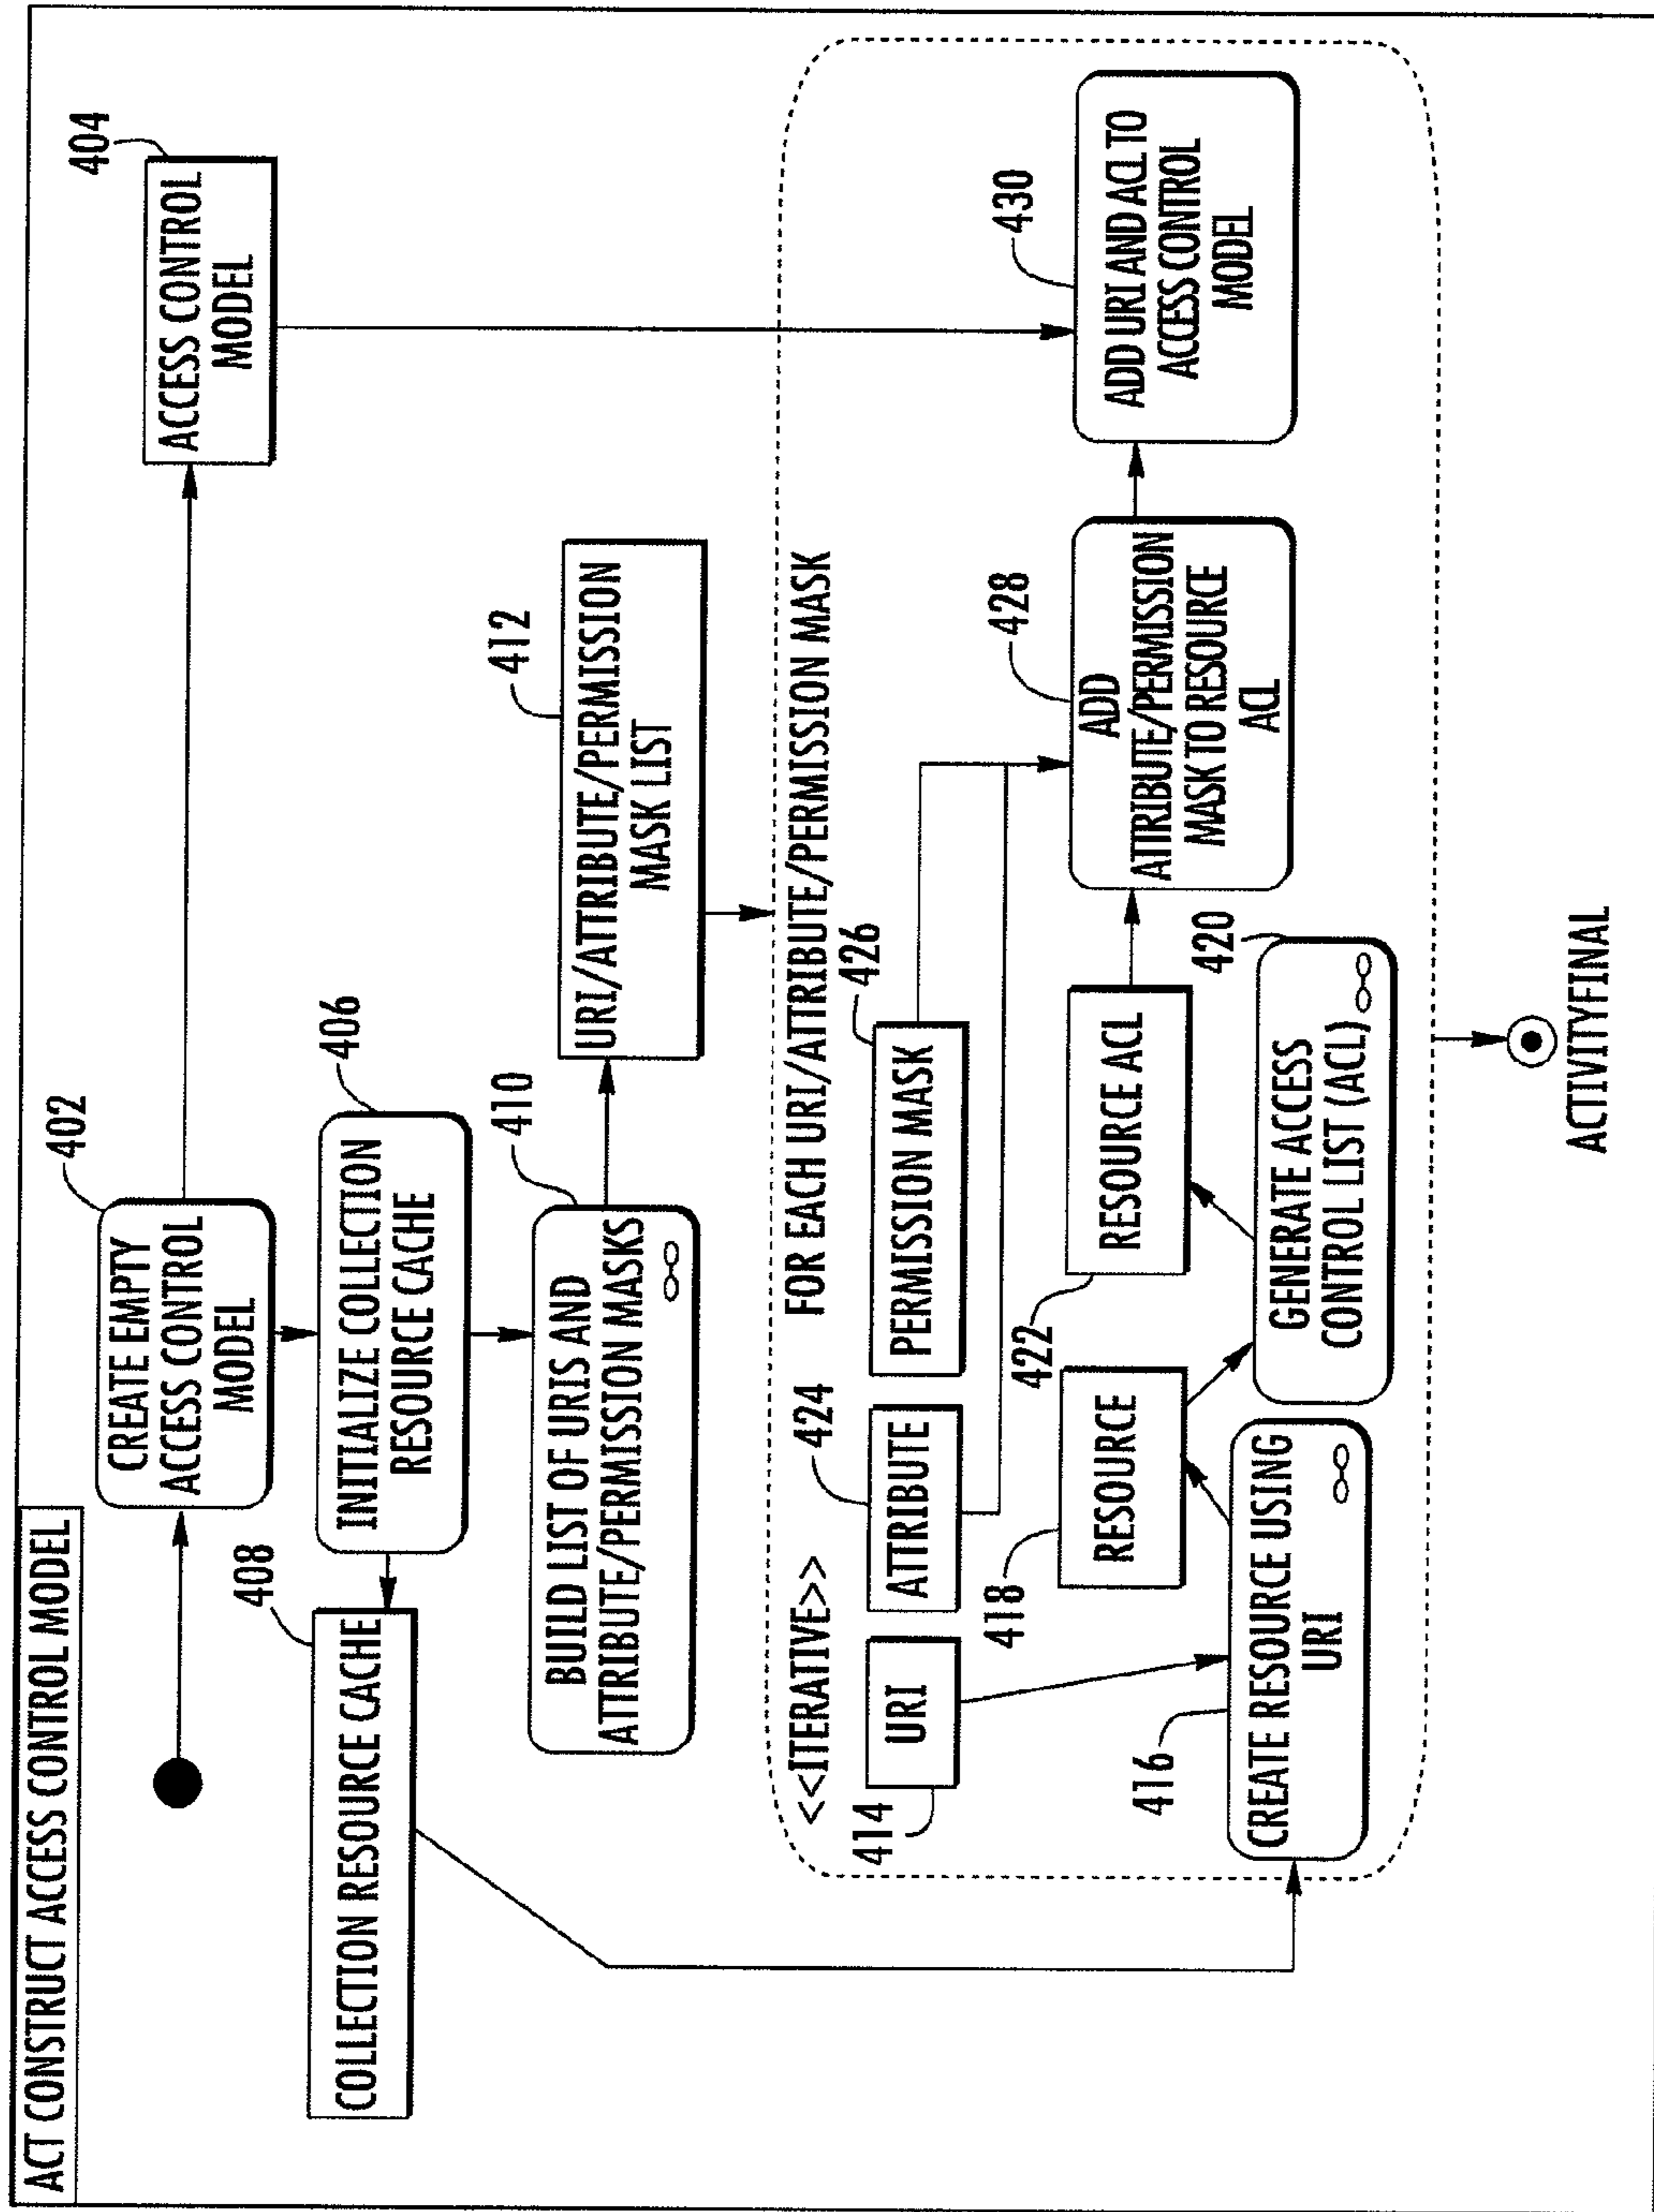 ACT CONSTRUCT ACCESS CONTROL MODEL
402
CREATE EMPTY
ACCESS CONTROL
MODEL
404
ACCESS CONTROL
MODEL
406
INITIALIZE COLLECTION
RESOURCE CACHE
408
COLLECTION RESOURCE CACHE
410
BUILD LIST OF URIS AND
ATTRIBUTE/PERMISSION MASKS
412
URI/ATTRIBUTE/PERMISSION
MASK LIST
<<ITERATIVE>>
FOR EACH URI/ATTRIBUTE/PERMISSION MASK
414
URI
424
ATTRIBUTE
426
PERMISSION MASK
416
CREATE RESOURCE USING
URI
418
RESOURCE
420
GENERATE ACCESS
CONTROL LIST (ACL)
422
RESOURCE ACL
428
ADD
ATTRIBUTE/PERMISSION
MASK TO RESOURCE
ACL
430
ADD URI AND ACL TO
ACCESS CONTROL
MODEL
ACTIVITYFINAL